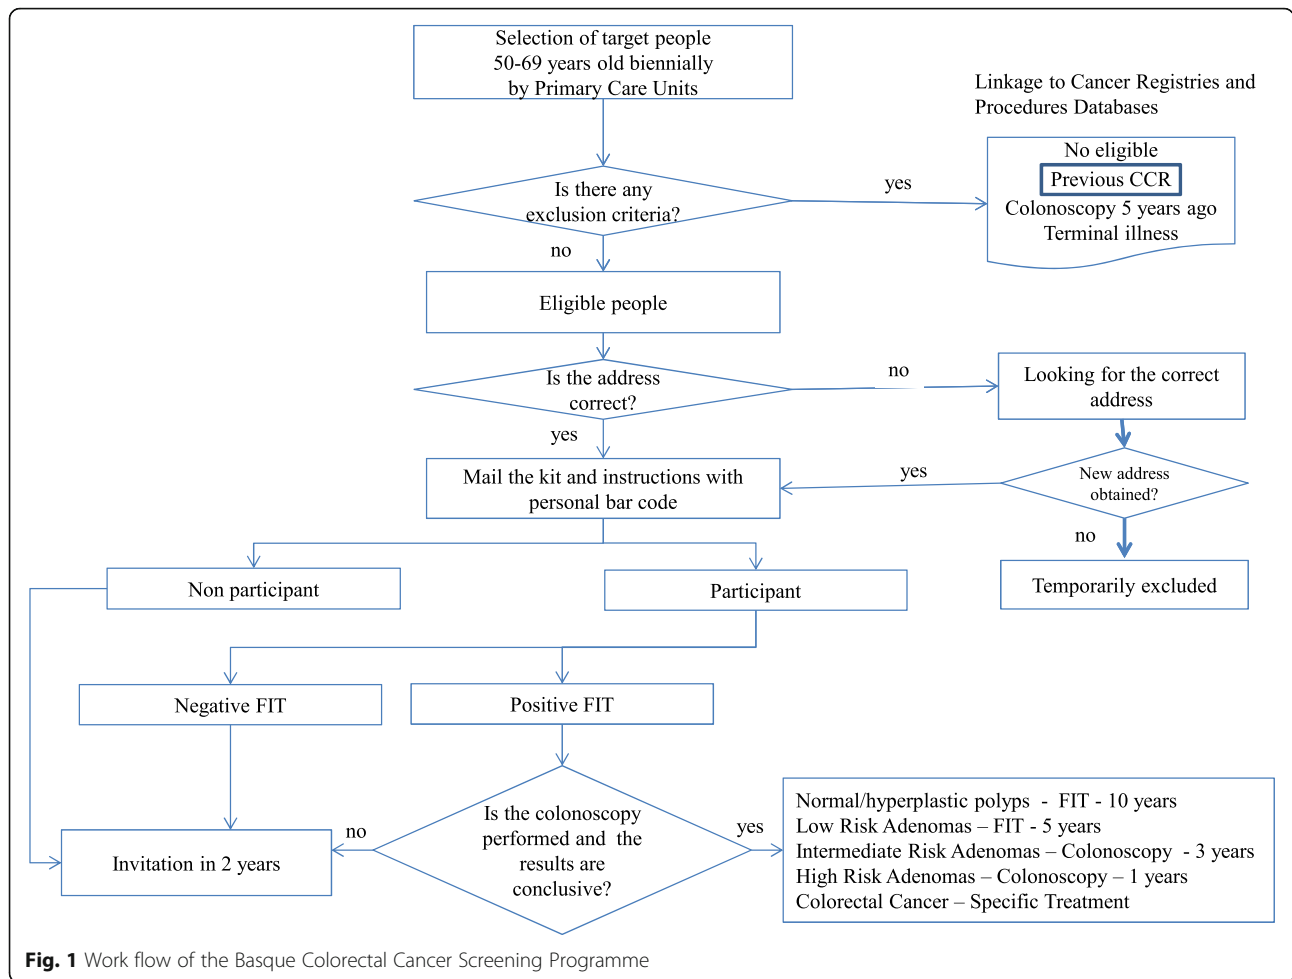 Selection of target people
50-69 years old biennially
by Primary Care Units
Linkage to Cancer Registries and
Procedures Databases
No eligible
Previous CCR
Colonoscopy 5 years ago
Terminal illness
Is there any
exclusion criteria?
yes
no
Eligible people
Is the address
correct?
no
Looking for the correct
address
yes
Mail the kit and instructions with
personal bar code
yes
New address
obtained?
no
Non participant
Participant
Temporarily excluded
Negative FIT
Positive FIT
Is the colonoscopy
performed and the
results are
conclusive?
no
yes
Invitation in 2 years
Normal/hyperplastic polyps - FIT - 10 years
Low Risk Adenomas – FIT - 5 years
Intermediate Risk Adenomas – Colonoscopy - 3 years
High Risk Adenomas – Colonoscopy – 1 years
Colorectal Cancer – Specific Treatment
Fig. 1 Work flow of the Basque Colorectal Cancer Screening Programme